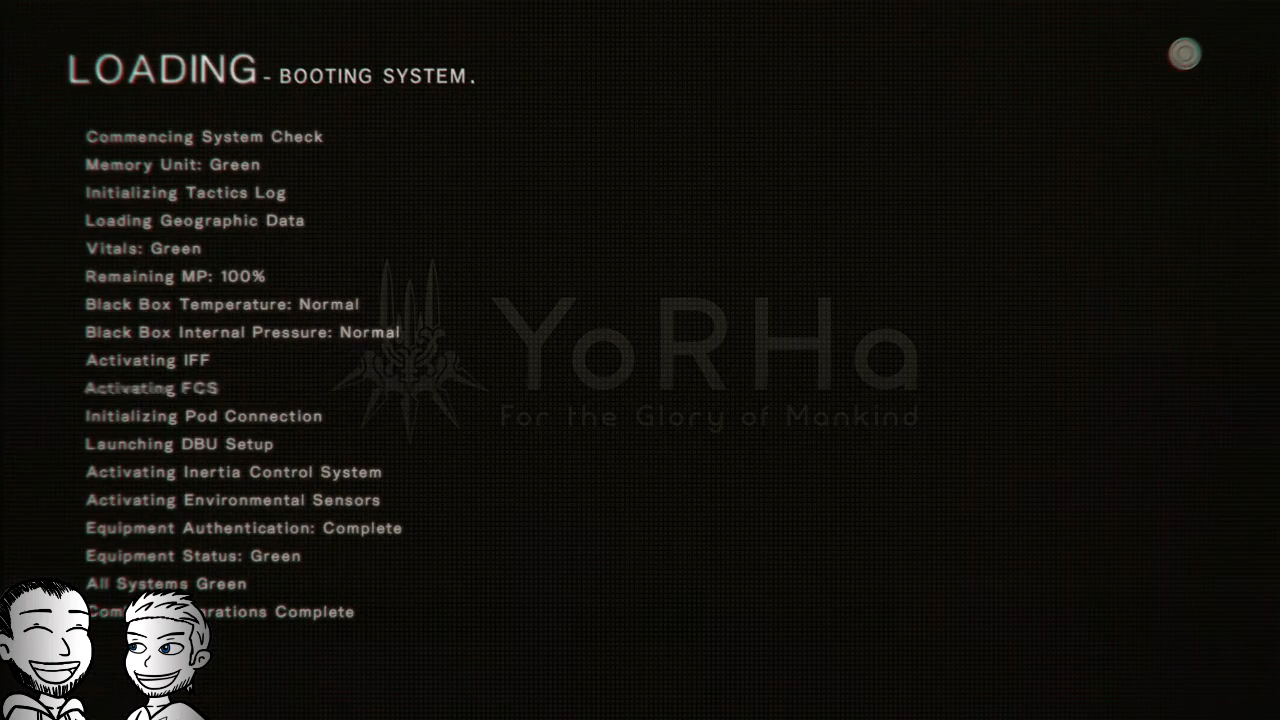 LOADING - BOOTING SYSTEM.
Commencing System Check
Memory Unit: Green
Initializing Tactics Log
Loading Geographic Data
Vitals: Green
Remaining MP: 100%
Black Box Temperature: Normal
Black Box Internal Pressure: Normal
Activating IFF
Activating FCS
Initializing Pod Connection
Launching DBU Setup
Activating Inertia Control System
Activating Environmental Sensors
Equipment Authentication: Complete
Equipment Status: Green
All Systems Green
Complete
YoRHa
For the Glory of Mankind